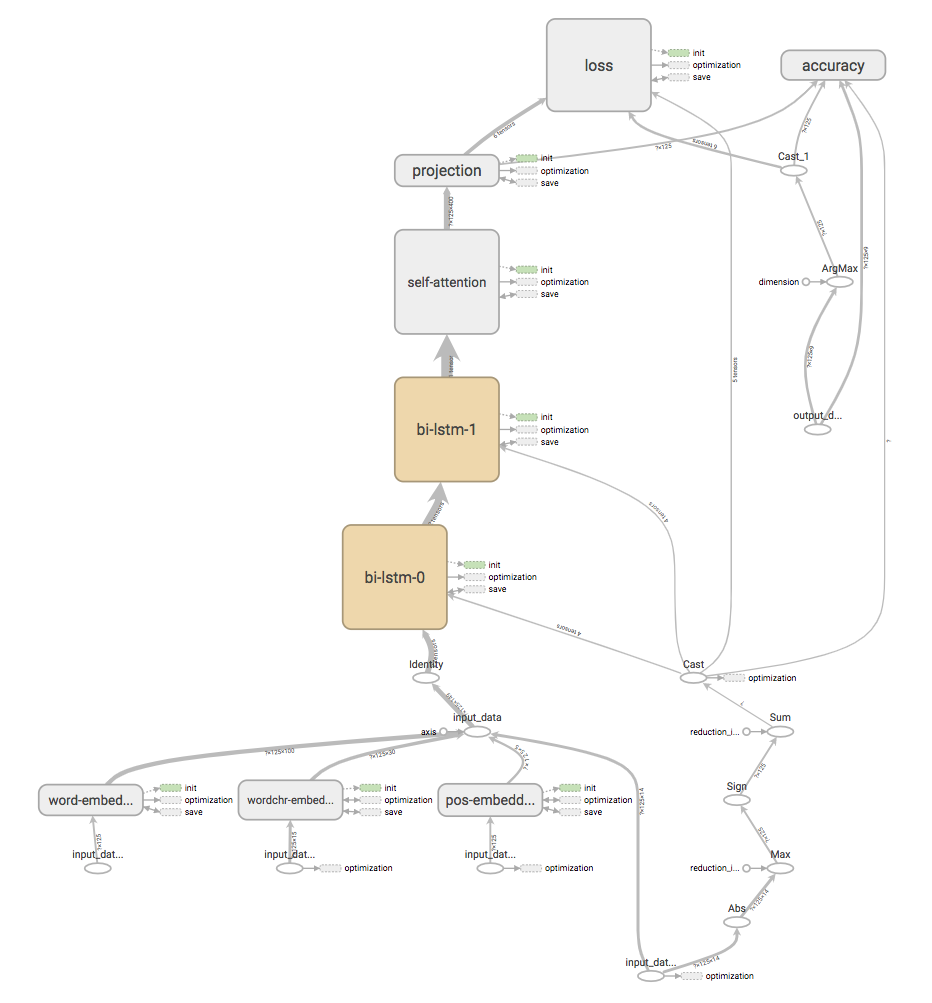 loss
init
optimization
save
accuracy
6 tensors
?×125
6 tensors
?×125
Cast_1
projection
init
optimization
save
?×125×400
?×125
self-attention
init
optimization
save
?×125×9
dimension
ArgMax
?×125×9
5 tensors
bi-lstm-1
init
optimization
save
output_d...
?
4 tensors
bi-lstm-0
init
optimization
save
4 tensors
Identity
Cast
optimization
axis
input_data
reduction_i...
Sum
?×125×100
?×125×30
?×125
word-embed...
init
optimization
save
wordchr-embed...
init
optimization
save
pos-embedd...
init
optimization
save
?×125×14
Sign
?×125
?×125
?×125
input_dat...
input_dat...
optimization
input_dat...
optimization
reduction_i...
Max
?×125×14
Abs
?×125×14
input_dat...
optimization